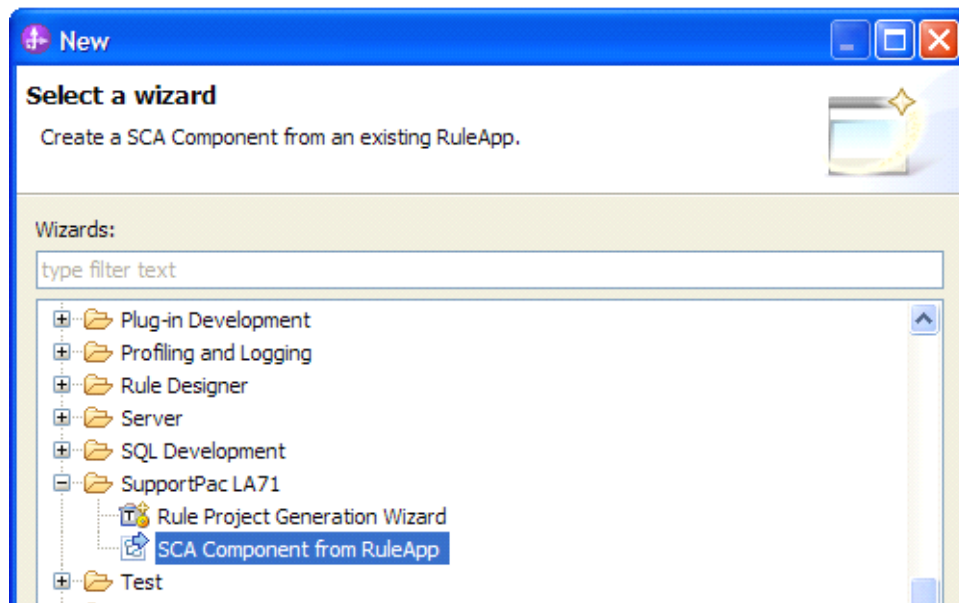 New
Select a wizard
Create a SCA Component from an existing RuleApp.
Wizards:
type filter text
Plug-in Development
Profiling and Logging
Rule Designer
Server
SQL Development
SupportPac LA71
Rule Project Generation Wizard
SCA Component from RuleApp
Test